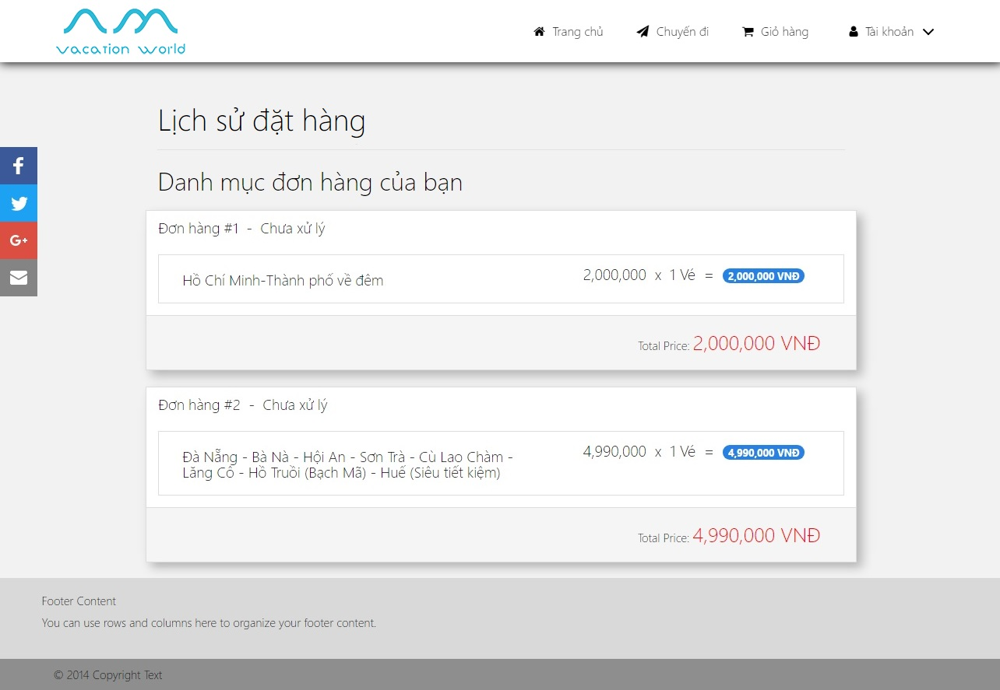 vacation world
Trang chủ
Chuyến đi
Giỏ hàng
Tài khoản
Lịch sử đặt hàng
Danh mục đơn hàng của bạn
Đơn hàng #1 - Chưa xử lý
Hồ Chí Minh-Thành phố về đêm
2,000,000 x 1 Vé = 2,000,000 VNĐ
Total Price: 2,000,000 VNĐ
Đơn hàng #2 - Chưa xử lý
Đà Nẵng - Bà Nà - Hội An - Sơn Trà - Cù Lao Chàm -
Lăng Cô - Hồ Truồi (Bạch Mã) - Huế (Siêu tiết kiệm)
4,990,000 x 1 Vé = 4,990,000 VNĐ
Total Price: 4,990,000 VNĐ
Footer Content
You can use rows and columns here to organize your footer content.
© 2014 Copyright Text